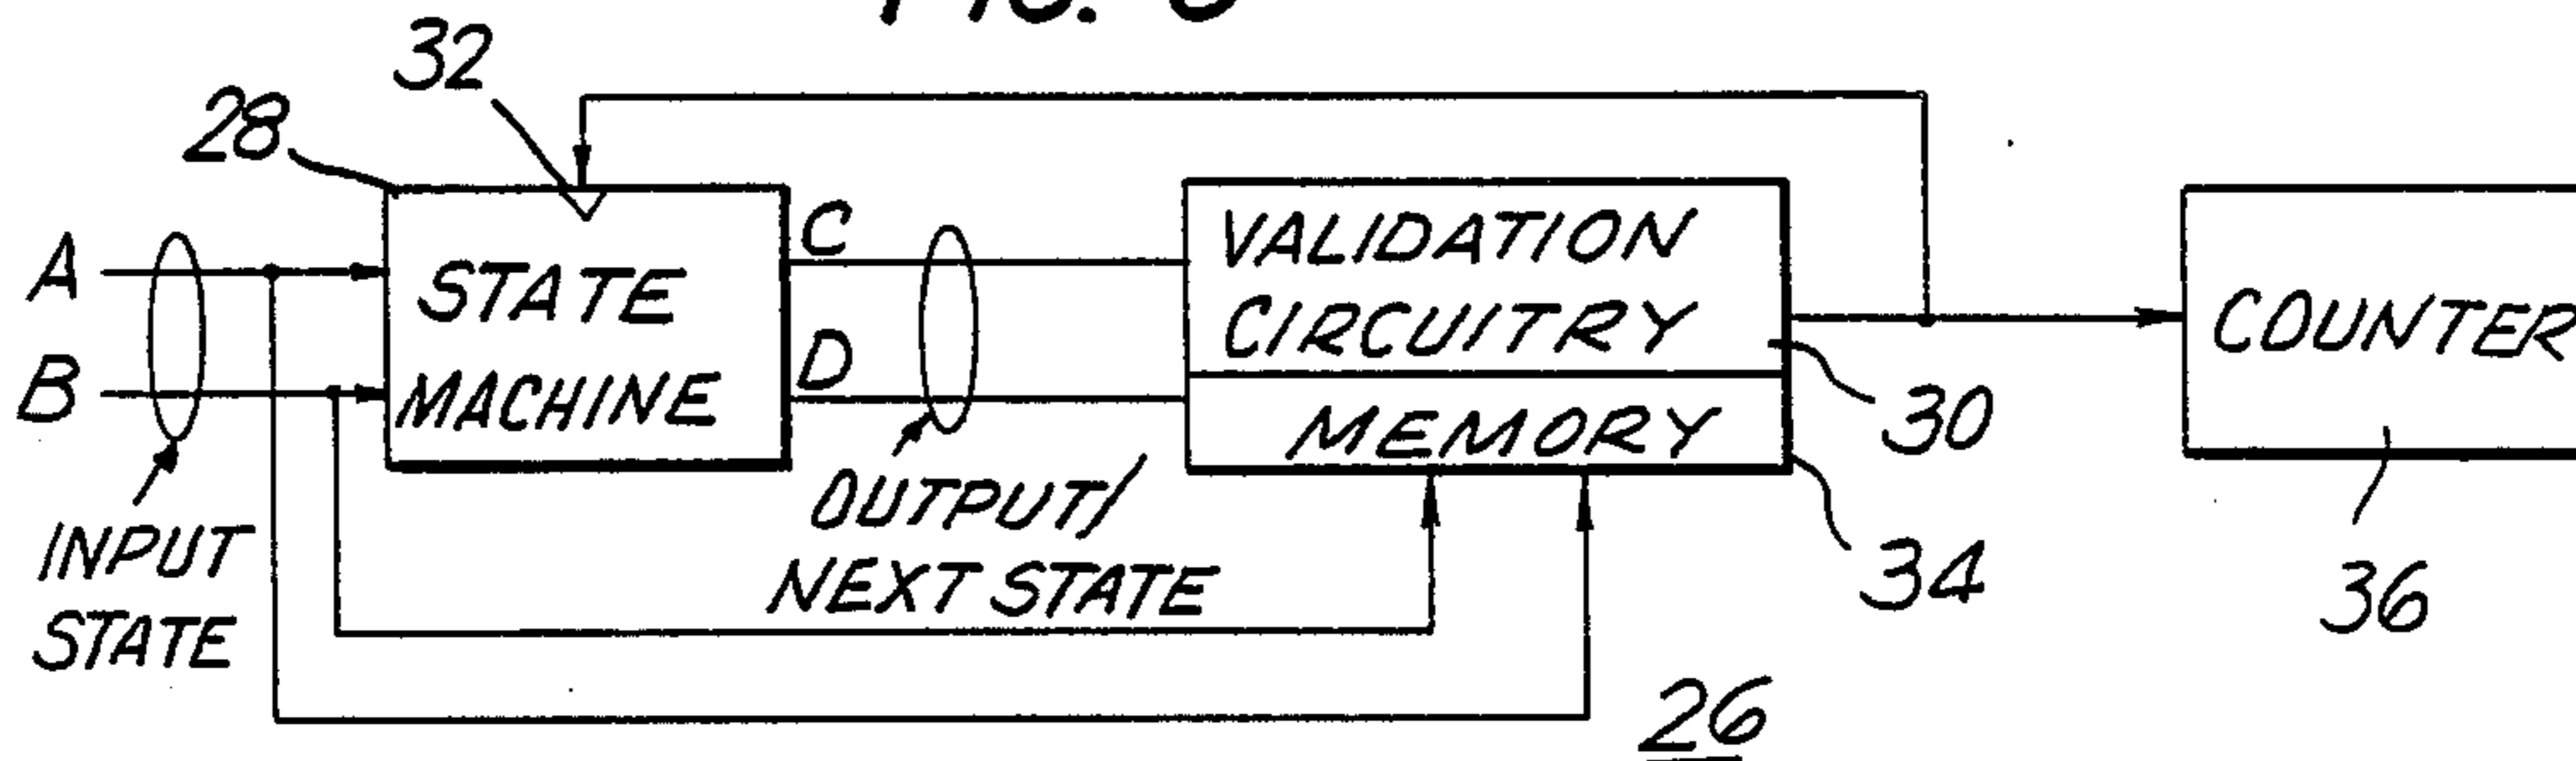 32
28
A
B
STATE
MACHINE
C
D
VALIDATION
CIRCUITRY
MEMORY
COUNTER
30
34
36
INPUT
STATE
OUTPUT/
NEXT STATE
26